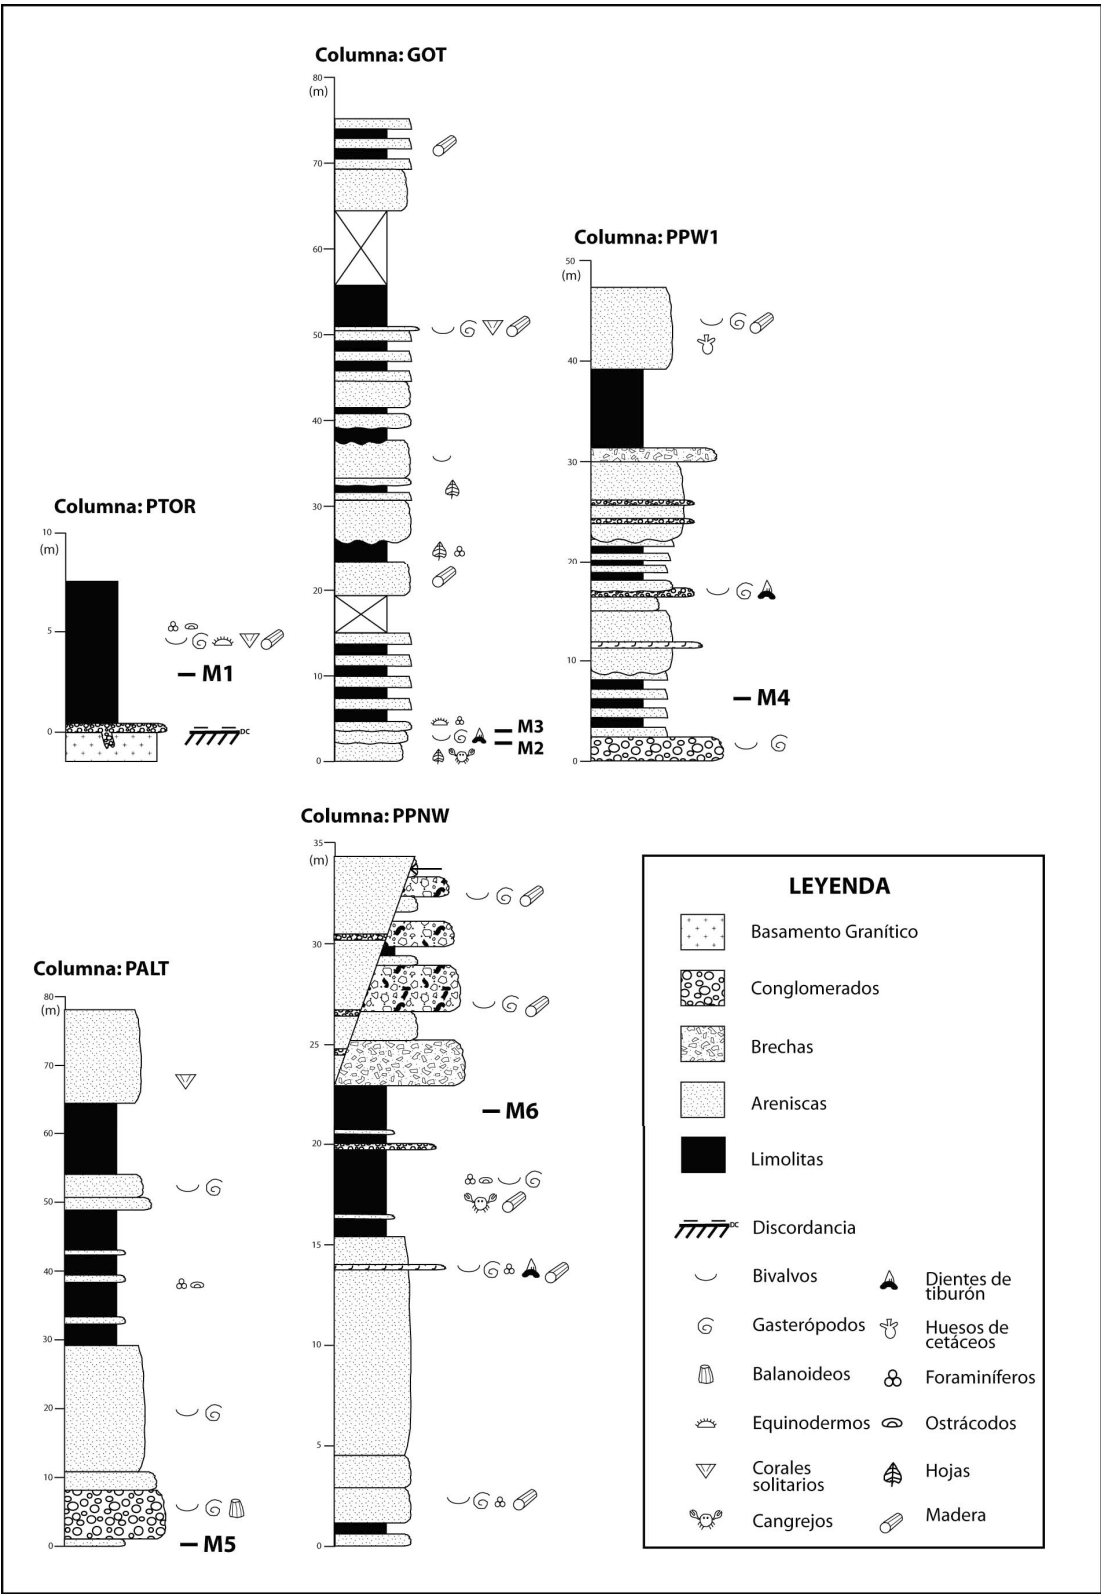 Columna: GOT
80
(m)
70
60
50
40
30
20
10
0
M3
M2
Columna: PPW1
50
(m)
40
30
20
10
0
M4
Columna: PTOR
10
(m)
5
0
M1
DC
Columna: PPNW
35
(m)
30
25
20
15
10
5
0
M6
Columna: PALT
80
(m)
70
60
50
40
30
20
10
0
M5
LEYENDA
Basamento Granítico
Conglomerados
Brechas
Areniscas
Limolitas
DC
Discordancia
Bivalvos
Gasterópodos
Balanoideos
Equinodermos
Corales
solitarios
Cangrejos
Dientes de
tiburón
Huesos de
cetáceos
Foraminíferos
Ostrácodos
Hojas
Madera